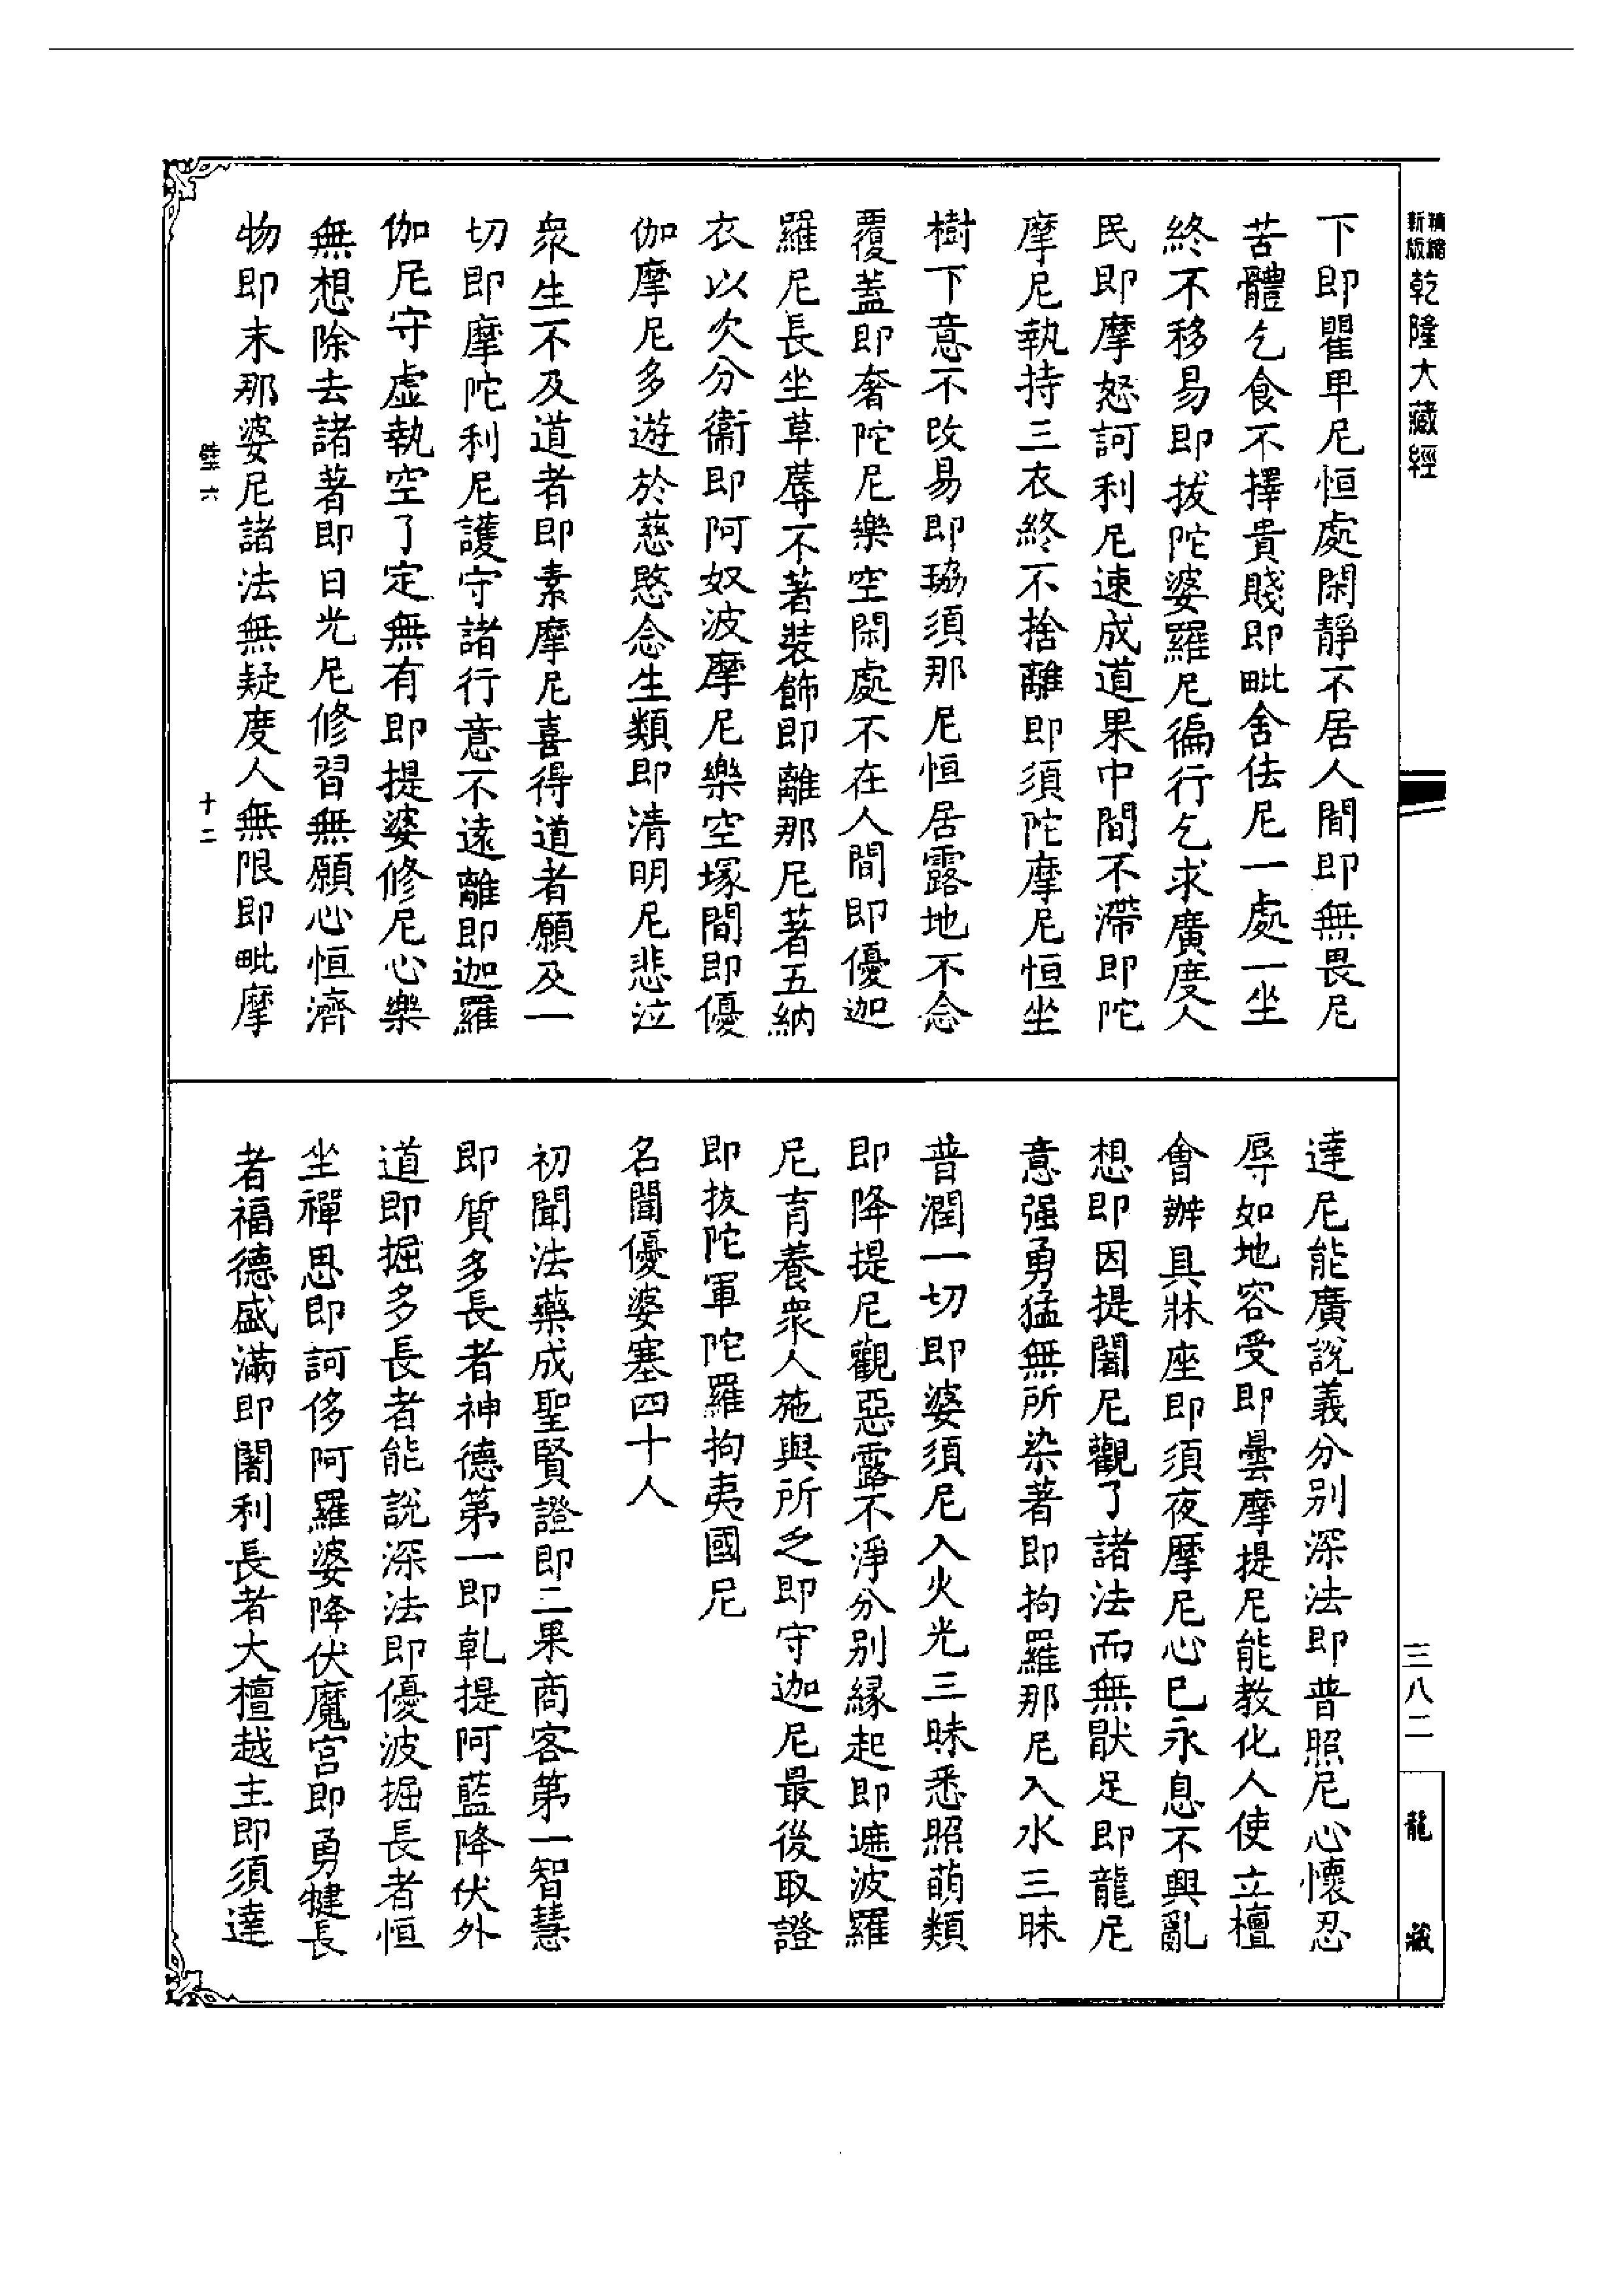 精繕
新版
乾隆大藏經
下即瞿卑尼恒處閑靜不居人間即無畏尼
苦體乞食不擇貴賤即毗舍佉尼一處一坐
終不移易即拔陀婆羅尼徧行乞求廣度人
民即摩怒訶利尼速成道果中間不滯即陀
摩尼執持三衣終不捨離即須陀摩尼恒坐
樹下意不改易即珕須那尼恒居露地不念
覆蓋即奢陀尼樂空閑處不在人間即優迦
羅尼長坐草蓐不著裝飾即離那尼著五納
衣以次分衞即阿奴波摩尼樂空塚間即優
伽摩尼多遊於慈愍念生類即清明尼悲泣
衆生不及道者即素摩尼喜得道者願及一
切即摩陀利尼護守諸行意不遠離即迦羅
伽尼守虛執空了定無有即提婆修尼心樂
無想除去諸著即日光尼修習無願心恒濟
物即末那婆尼諸法無疑度人無限即毗摩
璧六
十二
達尼能廣說義分別深法即普照尼心懷忍
辱如地容受即曇摩提尼能教化人使立檀
會辦具牀座即須夜摩尼心已永息不興亂
想即因提闍尼觀了諸法而無猒足即龍尼
意强勇猛無所染著即拘羅那尼入水三昧
普潤一切即婆須尼入火光三昧悉照萌類
即降提尼觀惡露不淨分別緣起即遮波羅
尼育養衆人施與所乏即守迦尼最後取證
即拔陀軍陀羅拘夷國尼
名聞優婆塞四十人
初聞法藥成聖賢證即二果商客第一智慧
即質多長者神德第一即乾提阿藍降伏外
道即掘多長者能說深法即優波掘長者恒
坐禪思即訶侈阿羅婆降伏魔宮即勇健長
者福德盛滿即闍利長者大檀越主即須達
三八二
龍藏